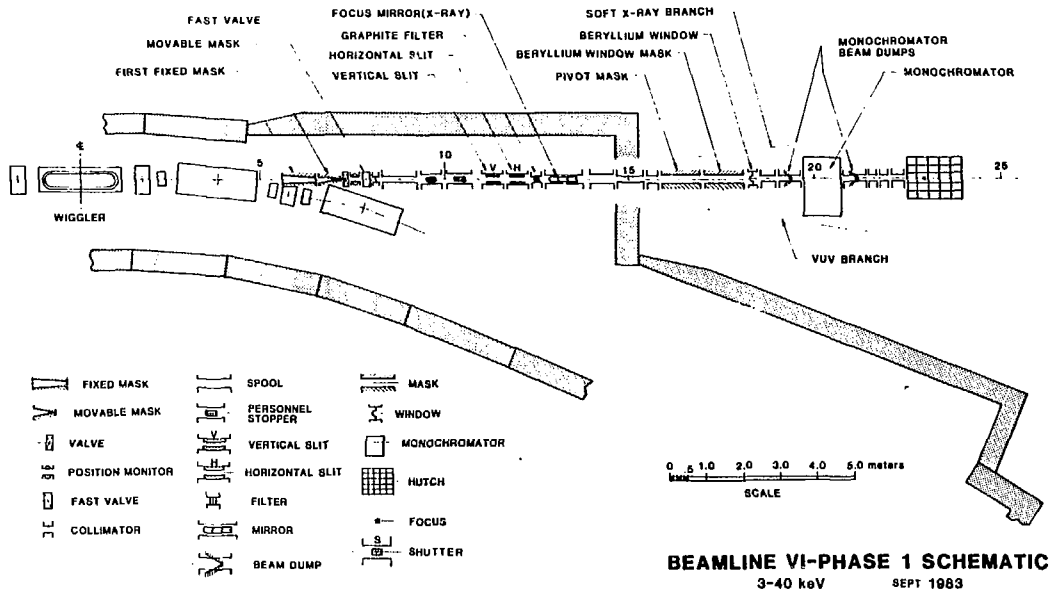 FAST VALVE
MOVABLE MASK
FIRST FIXED MASK
FOCUS MIRROR(X-RAY)
GRAPHITE FILTER
HORIZONTAL SLIT
VERTICAL SLIT
SOFT X-RAY BRANCH
BERYLLIUM WINDOW
BERYLLIUM WINDOW MASK
PIVOT MASK
MONOCHROMATOR
BEAM DUMPS
MONOCHROMATOR
5
10
V
H
15
20
25
WIGGLER
VUV BRANCH
FIXED MASK
MOVABLE MASK
VALVE
POSITION MONITOR
FAST VALVE
COLLIMATOR
SPOOL
PERSONNEL
STOPPER
V
VERTICAL SLIT
H
HORIZONTAL SLIT
FILTER
MIRROR
BEAM DUMP
MASK
WINDOW
MONOCHROMATOR
HUTCH
FOCUS
S
SHUTTER
0 .5 1.0 2.0 3.0 4.0 5.0 meters
SCALE
BEAMLINE VI-PHASE 1 SCHEMATIC
3-40 keV SEPT 1983